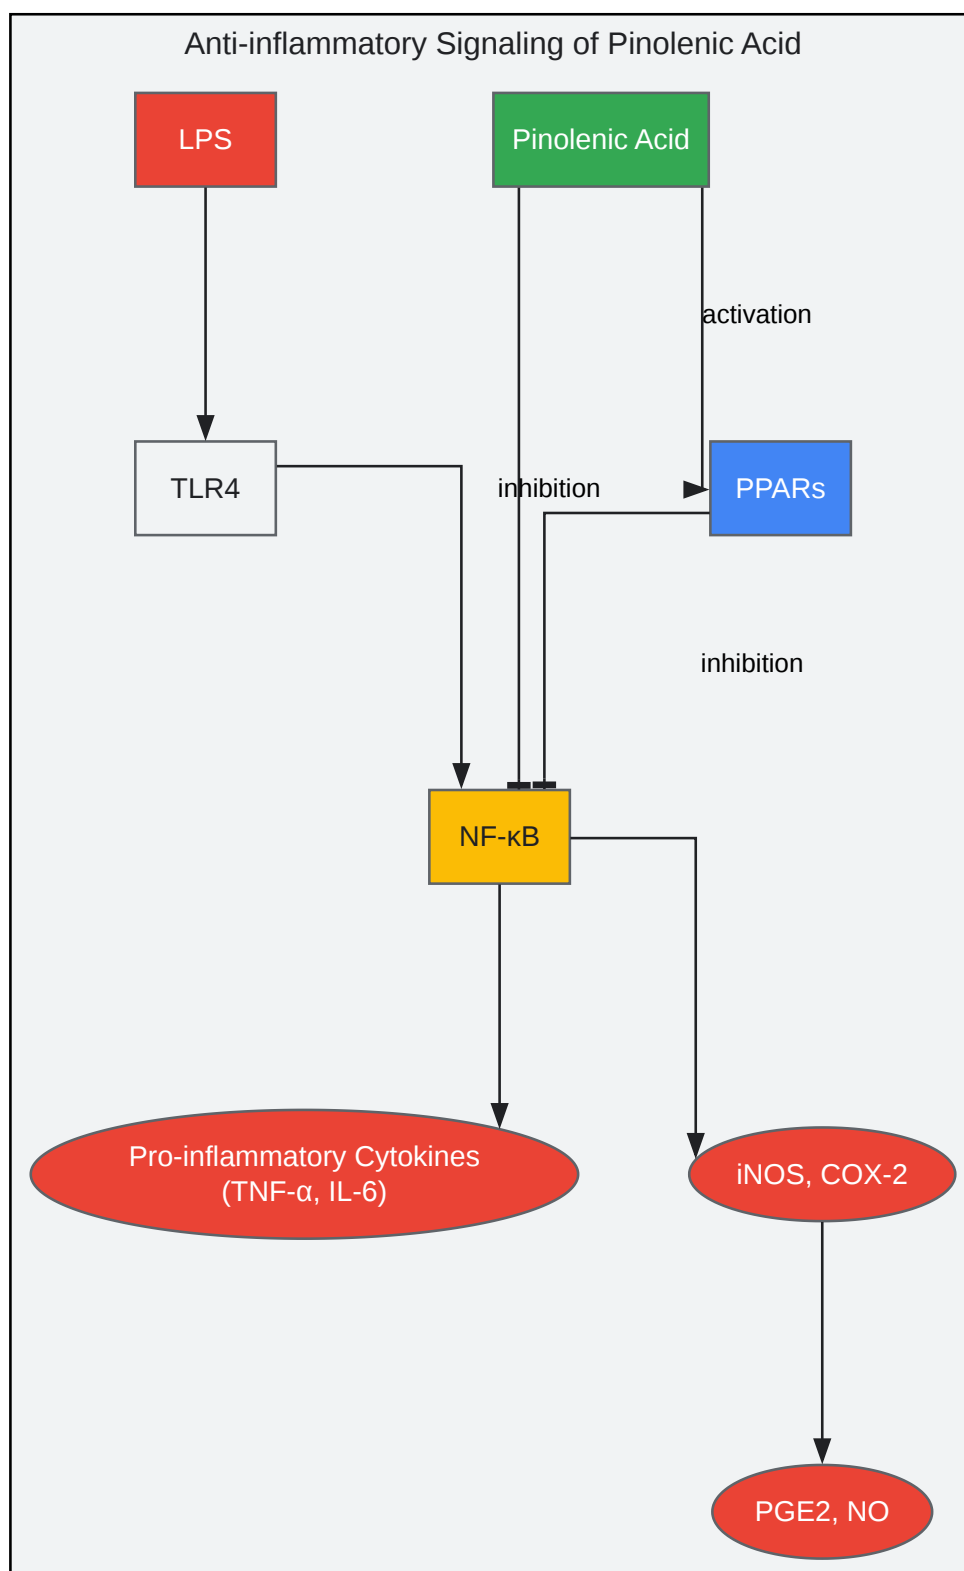 Anti-inflammatory Signaling of Pinolenic Acid
LPS
Pinolenic Acid
activation
TLR4
inhibition
PPARs
inhibition
NF-κB
Pro-inflammatory Cytokines
(TNF-α, IL-6)
iNOS, COX-2
PGE2, NO